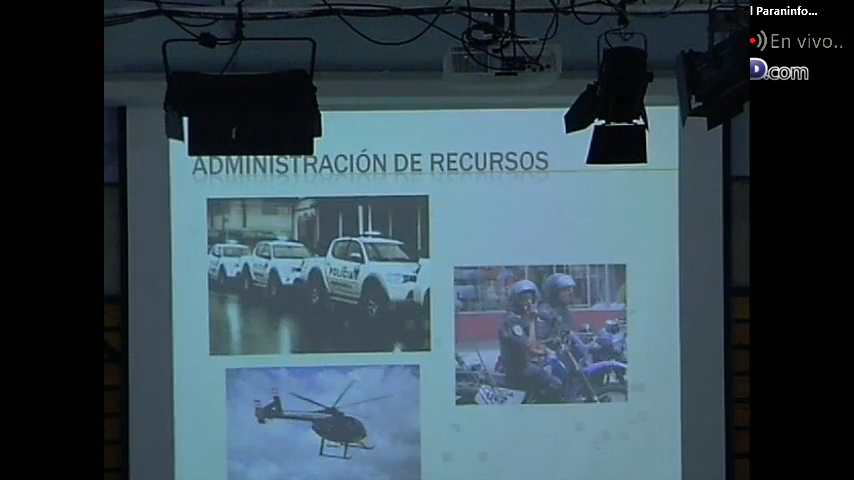 l Paraninfo...
En vivo..
D.com
ADMINISTRACIÓN DE RECURSOS
POLICIA